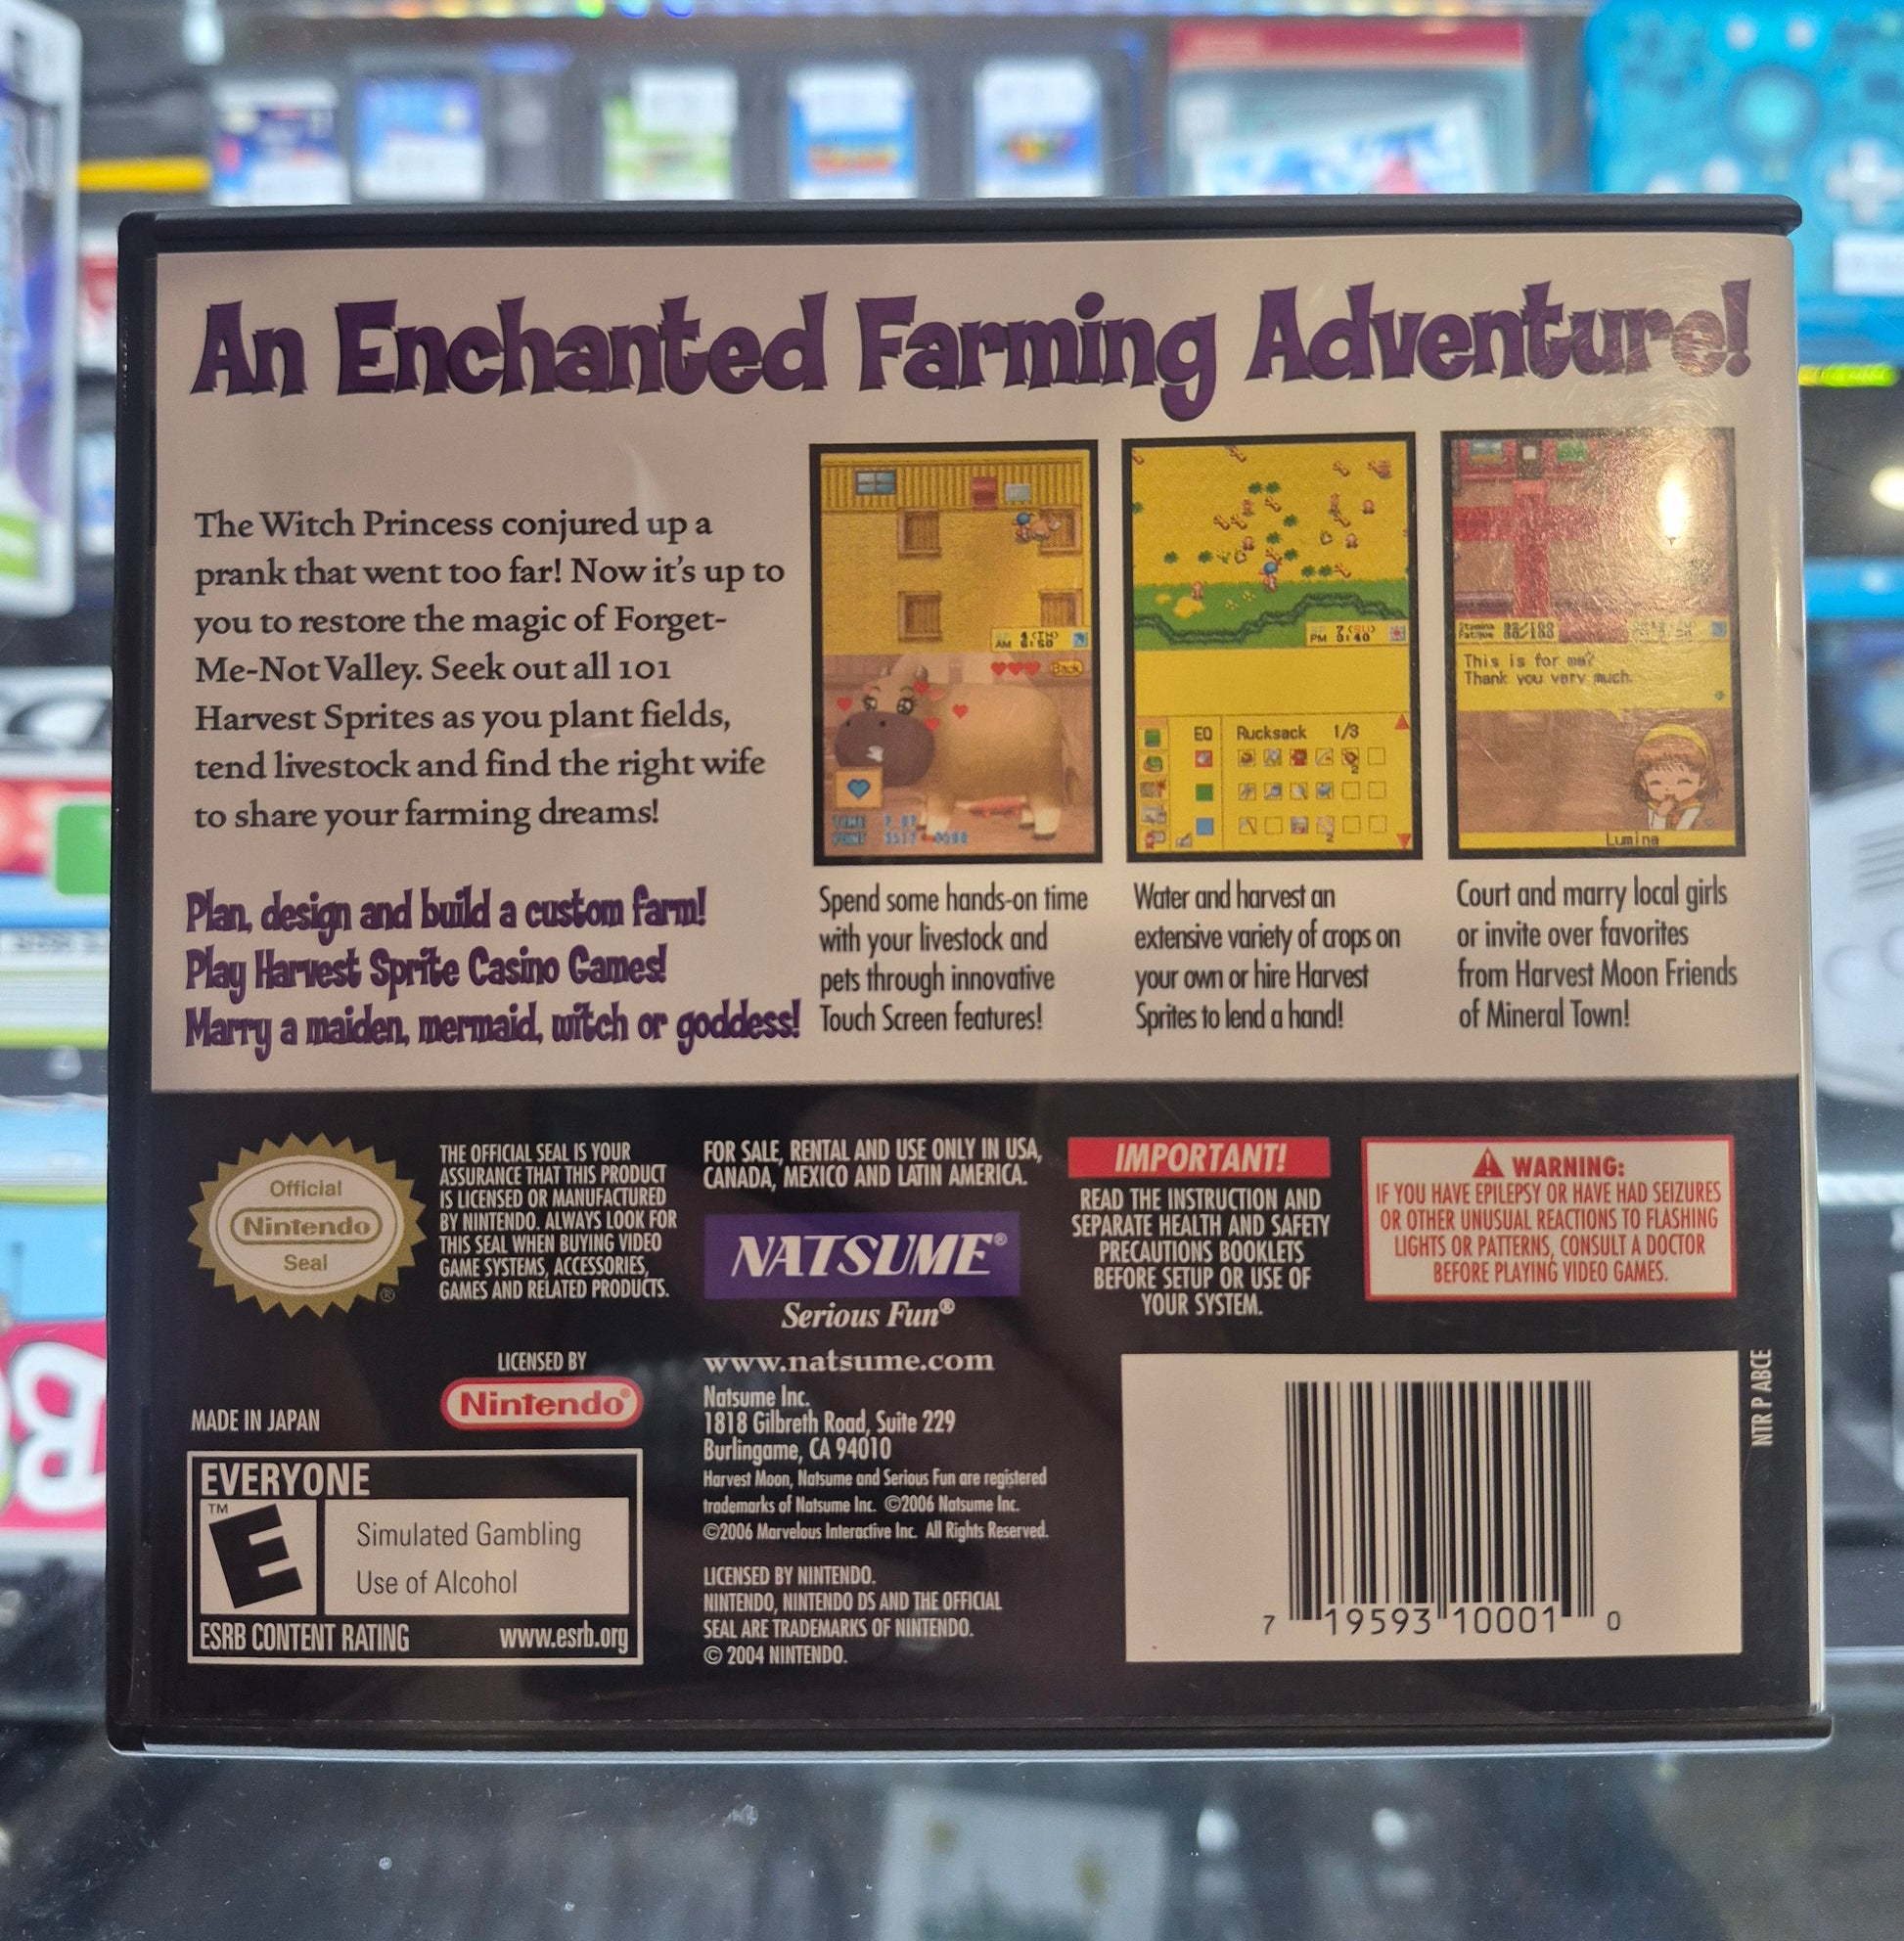 An Enchanted Farming Adventure!
The Witch Princess conjured up a
prank that went too far! Now it's up to
you to restore the magic of Forget-
Me-Not Valley. Seek out all 101
Harvest Sprites as you plant fields,
tend livestock and find the right wife
to share your farming dreams!
Plan, design and build a custom farm!
Play Harvest Sprite Casino Games!
Marry a maiden, mermaid, witch or goddess!
AM 6:50
Back
Spend some hands-on time
with your livestock and
pets through innovative
Touch Screen features!
7 (SU)
PM 8:40
EQ Rucksack 1/3
Water and harvest an
extensive variety of crops on
your own or hire Harvest
Sprites to lend a hand!
Stamina
Fatigue
This is for me?
Thank you very much.
Lumina
Court and marry local girls
or invite over favorites
from Harvest Moon Friends
of Mineral Town!
Official
Nintendo
Seal
®
THE OFFICIAL SEAL IS YOUR
ASSURANCE THAT THIS PRODUCT
IS LICENSED OR MANUFACTURED
BY NINTENDO. ALWAYS LOOK FOR
THIS SEAL WHEN BUYING VIDEO
GAME SYSTEMS, ACCESSORIES,
GAMES AND RELATED PRODUCTS.
LICENSED BY
Nintendo®
MADE IN JAPAN
EVERYONE
™
E
Simulated Gambling
Use of Alcohol
ESRB CONTENT RATING www.esrb.org
FOR SALE, RENTAL AND USE ONLY IN USA,
CANADA, MEXICO AND LATIN AMERICA.
NATSUME®
Serious Fun®
www.natsume.com
Natsume Inc.
1818 Gilbreth Road, Suite 229
Burlingame, CA 94010
Harvest Moon, Natsume and Serious Fun are registered
trademarks of Natsume Inc. ©2006 Natsume Inc.
©2006 Marvelous Interactive Inc. All Rights Reserved.
LICENSED BY NINTENDO.
NINTENDO, NINTENDO DS AND THE OFFICIAL
SEAL ARE TRADEMARKS OF NINTENDO.
© 2004 NINTENDO.
IMPORTANT!
READ THE INSTRUCTION AND
SEPARATE HEALTH AND SAFETY
PRECAUTIONS BOOKLETS
BEFORE SETUP OR USE OF
YOUR SYSTEM.
WARNING:
IF YOU HAVE EPILEPSY OR HAVE HAD SEIZURES
OR OTHER UNUSUAL REACTIONS TO FLASHING
LIGHTS OR PATTERNS, CONSULT A DOCTOR
BEFORE PLAYING VIDEO GAMES.
NTR P ABCE
7 19593 10001 0